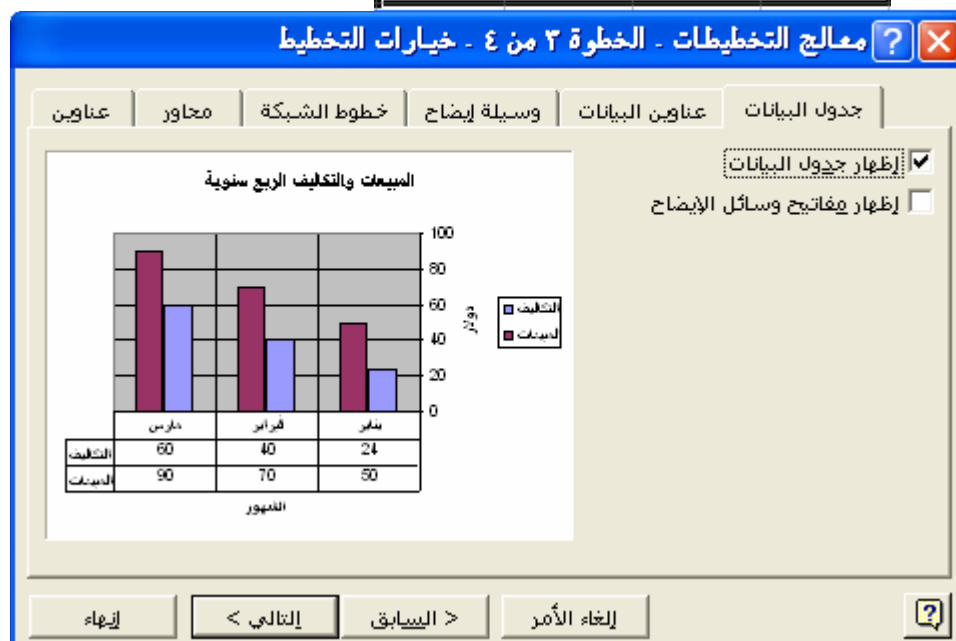 معالج التخطيطات - الخطوة ٣ من ٤ - خيارات التخطيط
جدول البيانات
عناوين البيانات
وسيلة إيضاح
خطوط الشبكة
محاور
عناوين
إظهار جدول البيانات
إظهار مفاتيح وسائل الإيضاح
المبيعات والتكاليف الربع سنوية
100
80
60
40
20
0
دولار
التكاليف
المبيعات
يناير فبراير مارس
التكاليف 24 40 60
المبيعات 50 70 90
الشهور
إلغاء الأمر
< السابق
التالي >
إنهاء